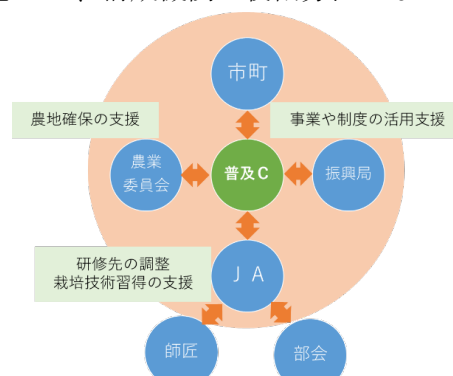 市町
農地確保の支援
事業や制度の活用支援
農業
委員会
普及C
振興局
研修先の調整
栽培技術習得の支援
JA
師匠
部会